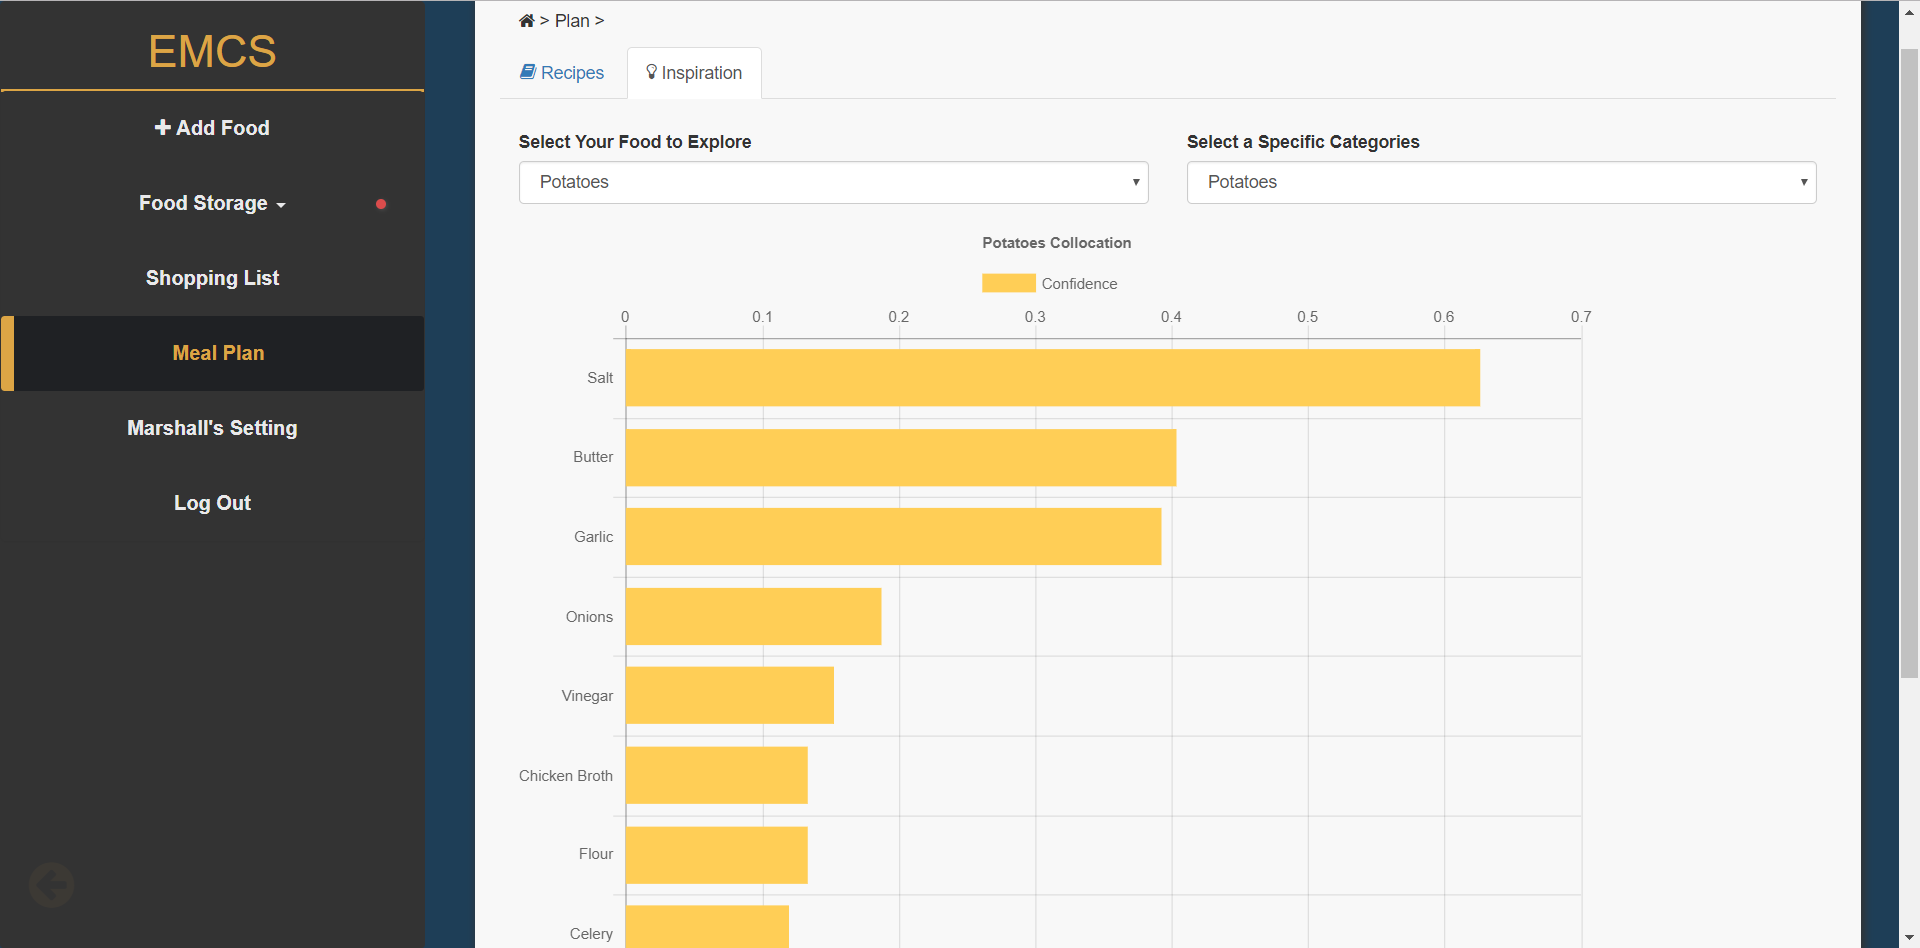 EMCS
Add Food
Food Storage
Shopping List
Meal Plan
Marshall's Setting
Log Out
> Plan >
Recipes
Inspiration
Select Your Food to Explore
Select a Specific Categories
Potatoes
Potatoes
Potatoes Collocation
Confidence
0 0.1 0.2 0.3 0.4 0.5 0.6 0.7
Salt
Butter
Garlic
Onions
Vinegar
Chicken Broth
Flour
Celery